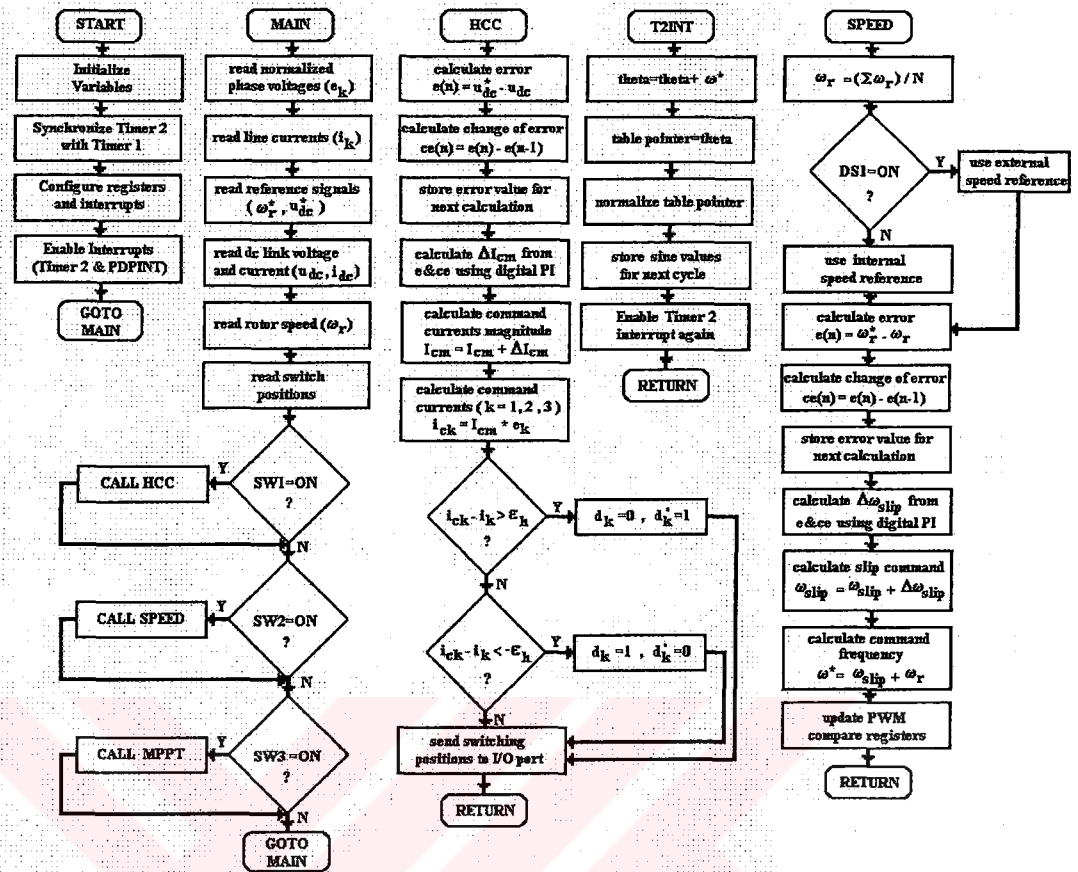 START
Initialize
Variables
Synchronize Timer 2
with Timer 1
Configure registers
and interrupts
Enable Interrupts
(Timer 2 & PDPINT)
GOTO
MAIN
MAIN
read normalized
phase voltages (e_k)
read line currents (i_k)
read reference signals
( ω_r^* , u_dc^* )
read dc link voltage
and current (u_dc, i_dc)
read rotor speed (ω_r)
read switch
positions
SW1=ON
?
Y
CALL HCC
N
SW2=ON
?
Y
CALL SPEED
N
SW3=ON
?
Y
CALL MPPT
N
GOTO
MAIN
HCC
calculate error
e(n) = u_dc^* - u_dc
calculate change of error
ce(n) = e(n) - e(n-1)
store error value for
next calculation
calculate ΔI_cm from
e&ce using digital PI
calculate command
currents magnitude
I_cm = I_cm + ΔI_cm
calculate command
currents ( k = 1, 2 , 3 )
i_ck = I_cm * e_k
i_ck - i_k > ε_h
?
Y
d_k =0 , d_k^' =1
N
i_ck - i_k < -ε_h
?
Y
d_k =1 , d_k^' =0
N
send switching
positions to I/O port
RETURN
T2INT
theta=theta+ ω*
table pointer=theta
normalize table pointer
store sine values
for next cycle
Enable Timer 2
interrupt again
RETURN
SPEED
ω_r = (Σω_r) / N
DS1=ON
?
Y
use external
speed reference
N
use internal
speed reference
calculate error
e(n) = ω_r^* - ω_r
calculate change of error
ce(n) = e(n) - e(n-1)
store error value for
next calculation
calculate Δω_slip from
e&ce using digital PI
calculate slip command
ω_slip = ω_slip + Δω_slip
calculate command
frequency
ω* = ω_slip + ω_r
update PWM
compare registers
RETURN